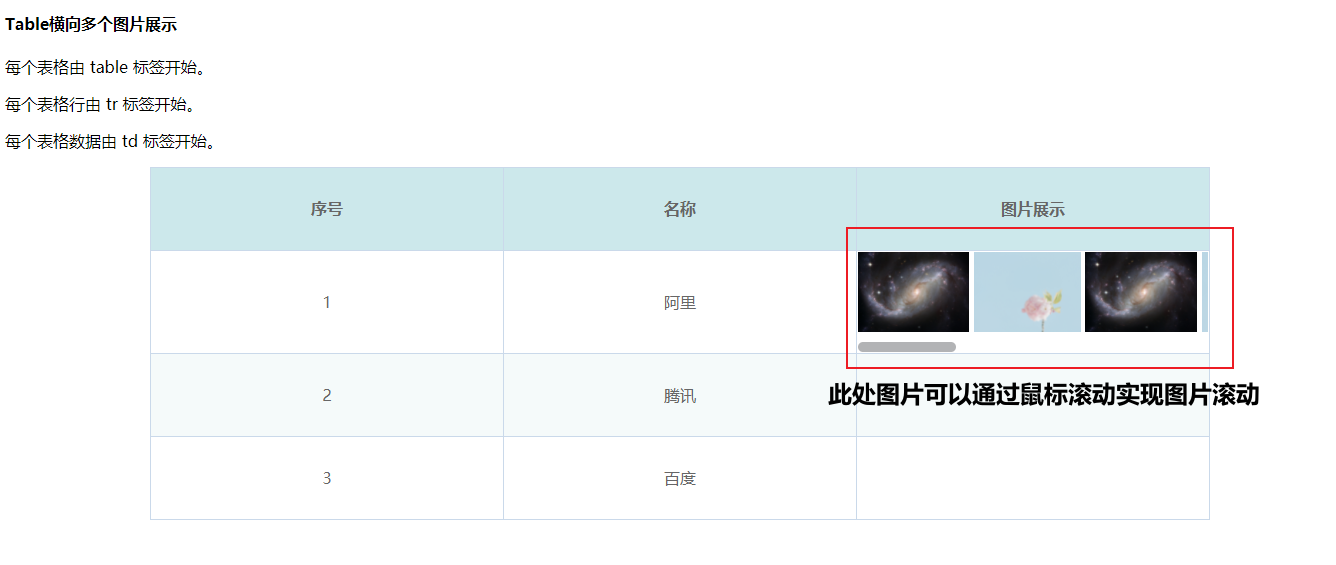 Table横向多个图片展示
每个表格由 table 标签开始。
每个表格行由 tr 标签开始。
每个表格数据由 td 标签开始。
序号 名称 图片展示
1 阿里
此处图片可以通过鼠标滚动实现图片滚动
2 腾讯
3 百度